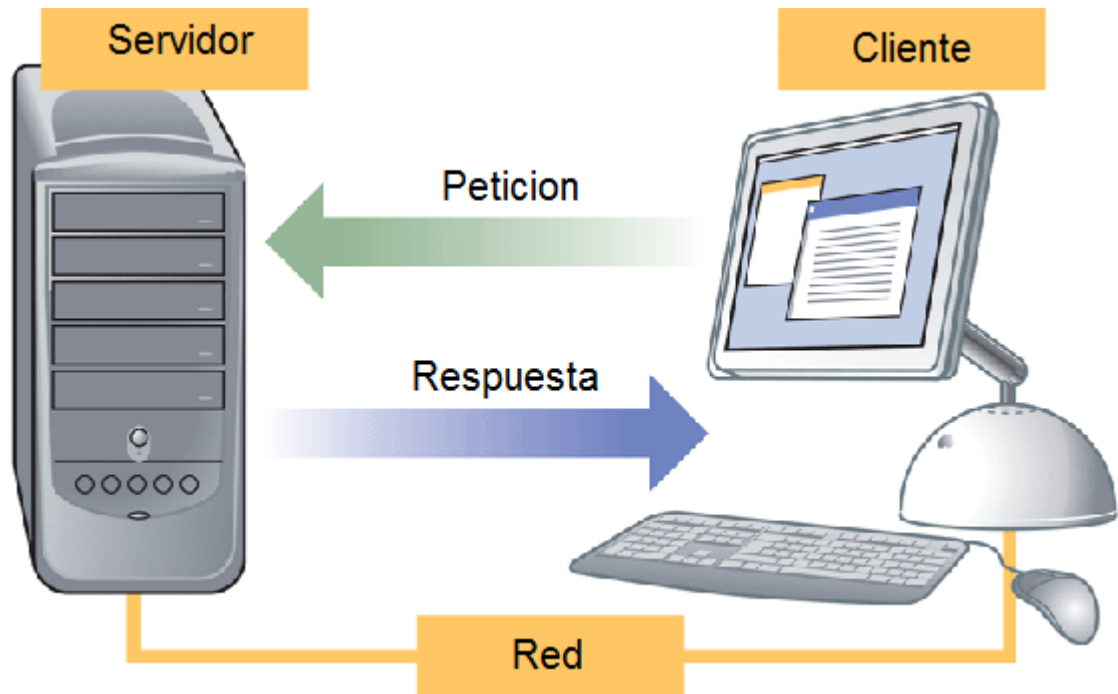 Servidor
Cliente
Peticion
Respuesta
Red